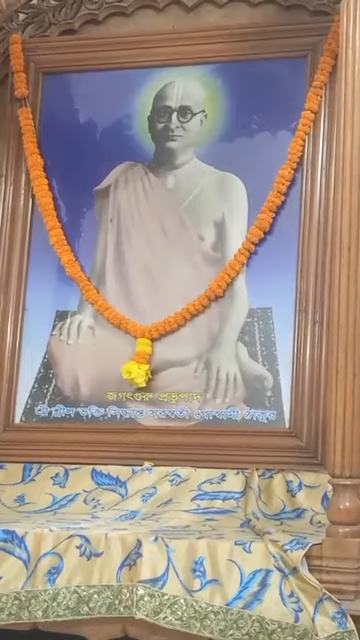 জগৎগুরু প্রভুপাদ
শ্রী শ্রীল ভক্তি সিদ্ধান্ত সরস্বতী গোস্বামী ঠাকুর